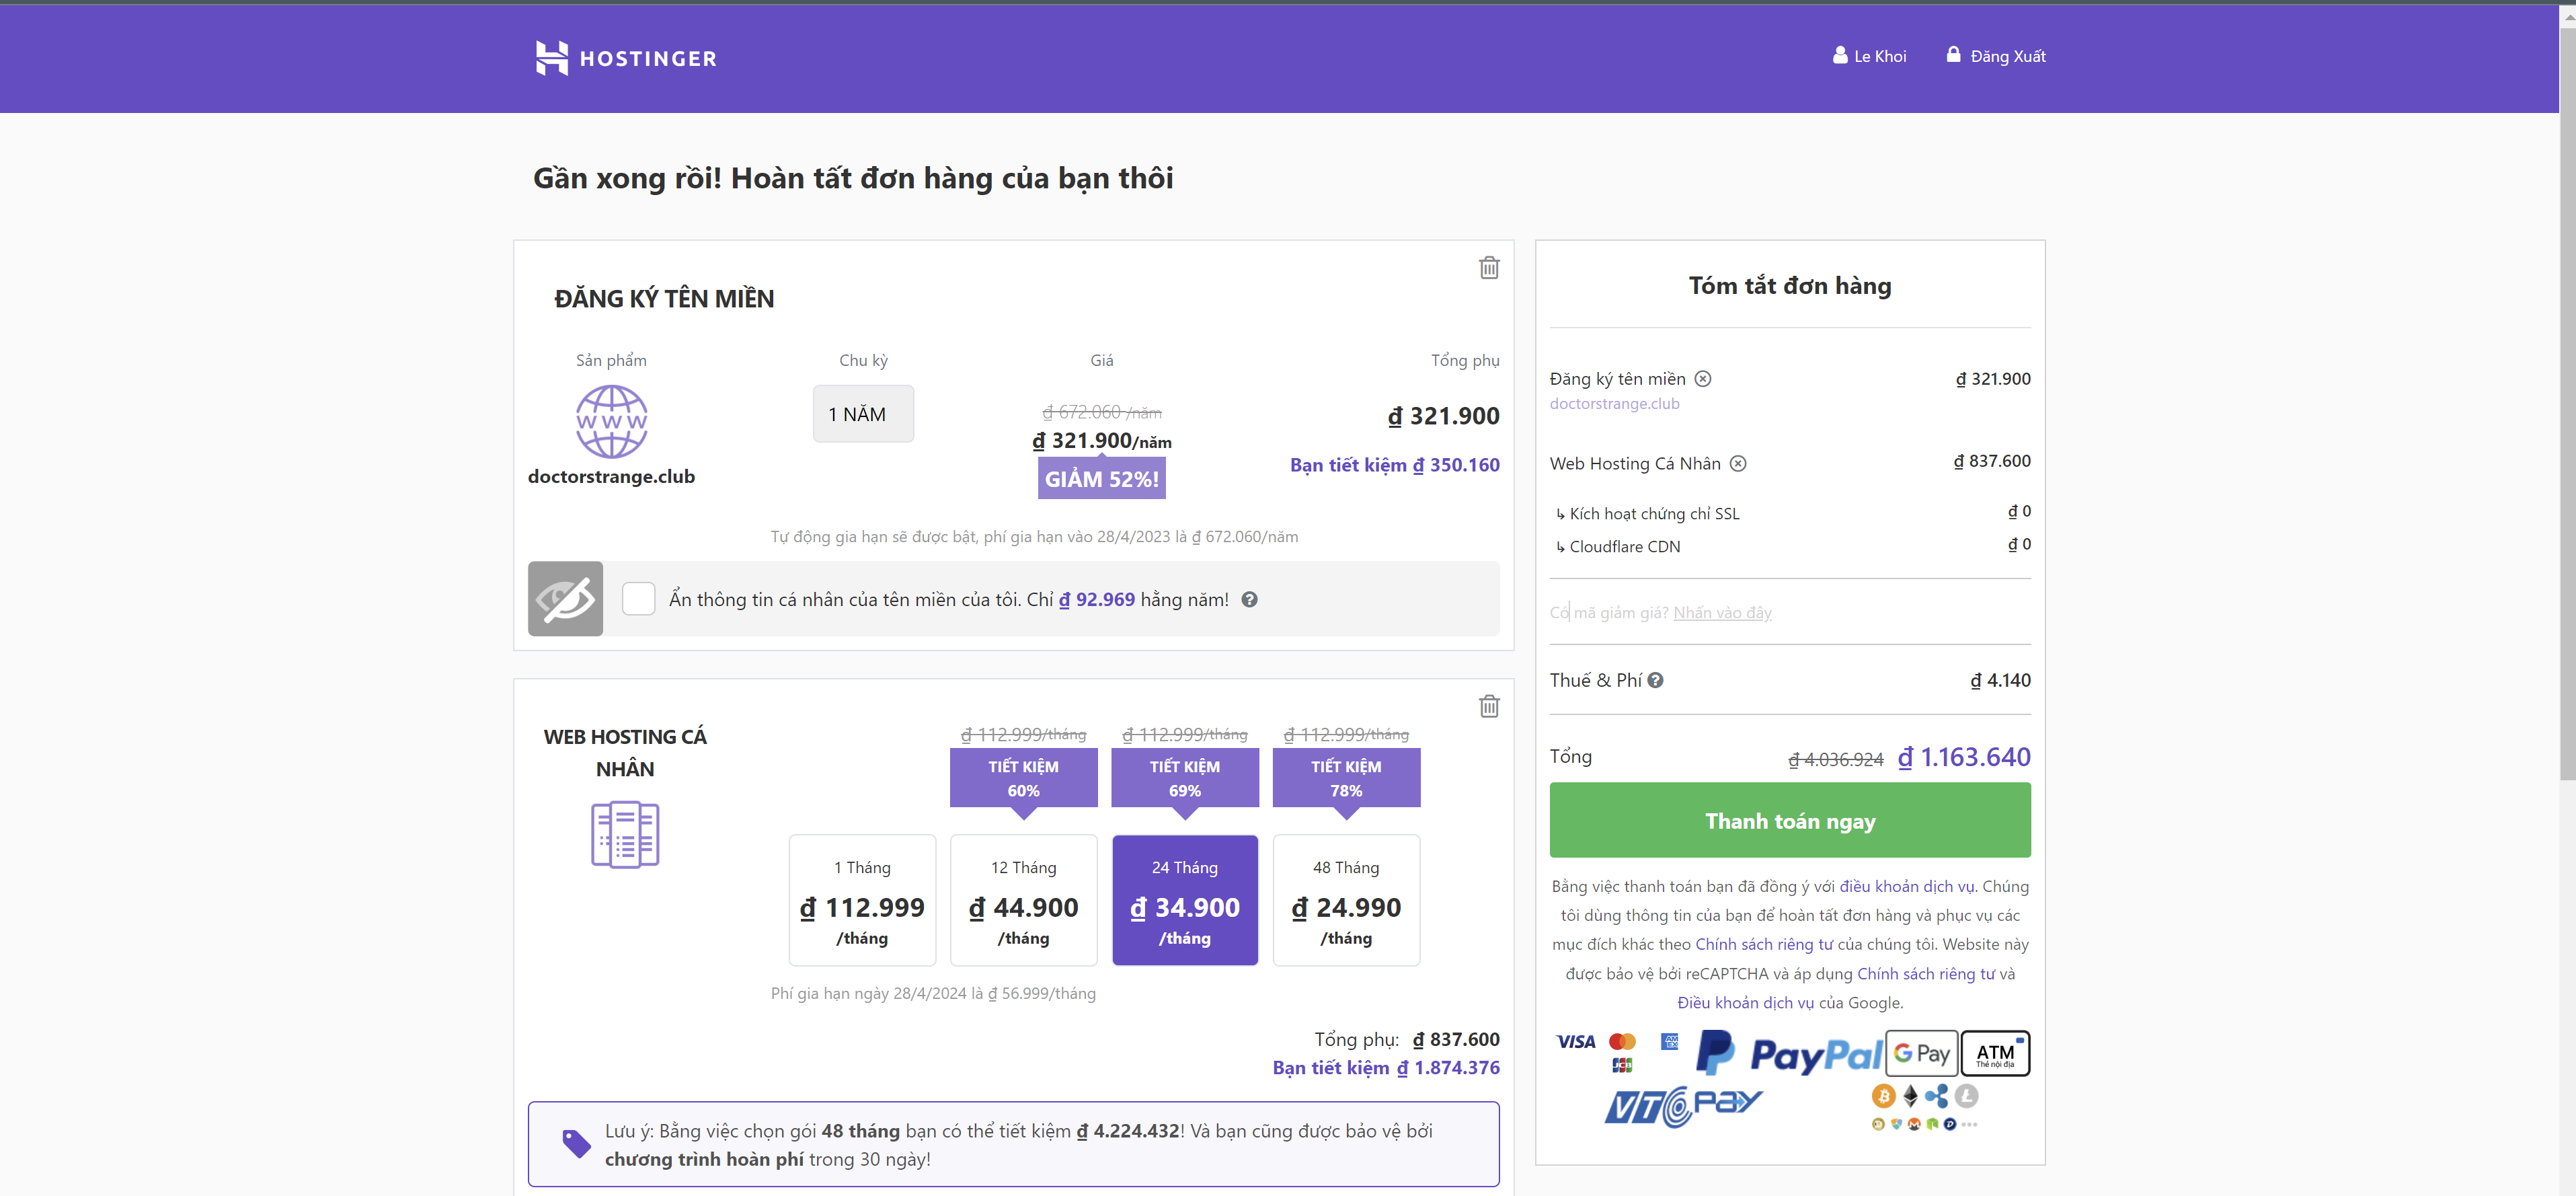 HOSTINGER
Le Khoi
Đăng Xuất
Gần xong rồi! Hoàn tất đơn hàng của bạn thôi
ĐĂNG KÝ TÊN MIỀN
Sản phẩm
Chu kỳ
Giá
Tổng phụ
WWW
doctorstrange.club
1 NĂM
₫ 672.060 /năm
₫ 321.900/năm
GIẢM 52%!
₫ 321.900
Bạn tiết kiệm ₫ 350.160
Tự động gia hạn sẽ được bật, phí gia hạn vào 28/4/2023 là ₫ 672.060/năm
Ẩn thông tin cá nhân của tên miền của tôi. Chỉ ₫ 92.969 hằng năm!
WEB HOSTING CÁ
NHÂN
₫ 112.999/tháng
₫ 112.999/tháng
₫ 112.999/tháng
TIẾT KIỆM
60%
TIẾT KIỆM
69%
TIẾT KIỆM
78%
1 Tháng
₫ 112.999
/tháng
12 Tháng
₫ 44.900
/tháng
24 Tháng
₫ 34.900
/tháng
48 Tháng
₫ 24.990
/tháng
Phí gia hạn ngày 28/4/2024 là ₫ 56.999/tháng
Tổng phụ: ₫ 837.600
Bạn tiết kiệm ₫ 1.874.376
Lưu ý: Bằng việc chọn gói 48 tháng bạn có thể tiết kiệm ₫ 4.224.432! Và bạn cũng được bảo vệ bởi
chương trình hoàn phí trong 30 ngày!
Tóm tắt đơn hàng
Đăng ký tên miền ₫ 321.900
doctorstrange.club
Web Hosting Cá Nhân ₫ 837.600
↳ Kích hoạt chứng chỉ SSL ₫ 0
↳ Cloudflare CDN ₫ 0
Có mã giảm giá? Nhấn vào đây
Thuế & Phí ₫ 4.140
Tổng ₫ 4.036.924 ₫ 1.163.640
Thanh toán ngay
Bằng việc thanh toán bạn đã đồng ý với điều khoản dịch vụ. Chúng
tôi dùng thông tin của bạn để hoàn tất đơn hàng và phục vụ các
mục đích khác theo Chính sách riêng tư của chúng tôi. Website này
được bảo vệ bởi reCAPTCHA và áp dụng Chính sách riêng tư và
Điều khoản dịch vụ của Google.
VISA
AMEX
JCB
PayPal
G Pay
ATM
Thẻ nội địa
VTC Pay